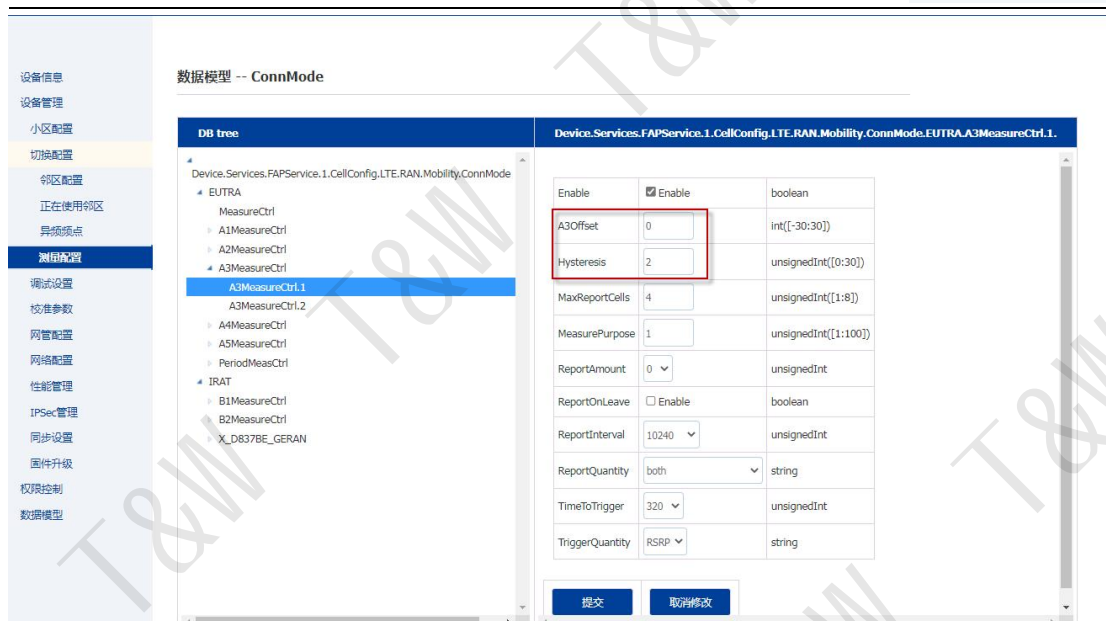 设备信息
设备管理
小区配置
切换配置
邻区配置
正在使用邻区
异频频点
测量配置
调试设置
校准参数
网管配置
网络配置
性能管理
IPSec管理
同步设置
固件升级
权限控制
数据模型
数据模型 -- ConnMode
DB tree
Device.Services.FAPService.1.CellConfig.LTE.RAN.Mobility.ConnMode
EUTRA
MeasureCtrl
A1MeasureCtrl
A2MeasureCtrl
A3MeasureCtrl
A3MeasureCtrl.1
A3MeasureCtrl.2
A4MeasureCtrl
A5MeasureCtrl
PeriodMeasCtrl
IRAT
B1MeasureCtrl
B2MeasureCtrl
X_D837BE_GERAN
Device.Services.FAPService.1.CellConfig.LTE.RAN.Mobility.ConnMode.EUTRA.A3MeasureCtrl.1.
Enable Enable boolean
A3Offset 0 int([-30:30])
Hysteresis 2 unsignedInt([0:30])
MaxReportCells 4 unsignedInt([1:8])
MeasurePurpose 1 unsignedInt([1:100])
ReportAmount 0 unsignedInt
ReportOnLeave Enable boolean
ReportInterval 10240 unsignedInt
ReportQuantity both string
TimeToTrigger 320 unsignedInt
TriggerQuantity RSRP string
提交 取消修改
T&W
T&W
T&W
T&W
T&W